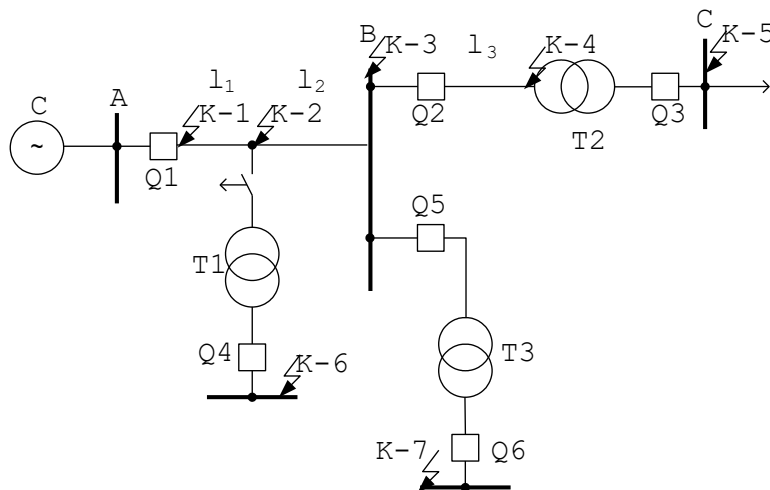 B
K-3
l₃
K-4
C
K-5
l₁
l₂
C
A
K-1
K-2
Q2
T2
Q3
~
Q1
Q5
T1
Q4
K-6
T3
K-7
Q6